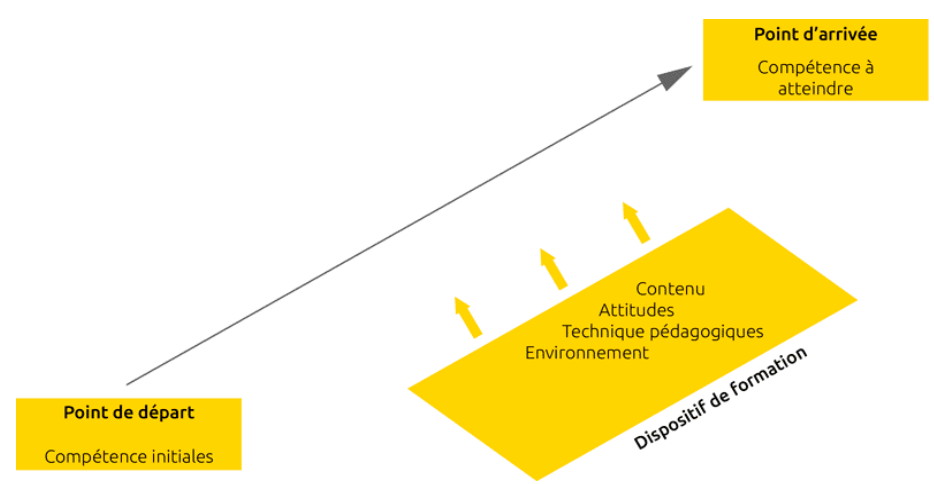 Point d’arrivée
Compétence à
atteindre
Contenu
Attitudes
Technique pédagogiques
Environnement
Dispositif de formation
Point de départ
Compétence initiales